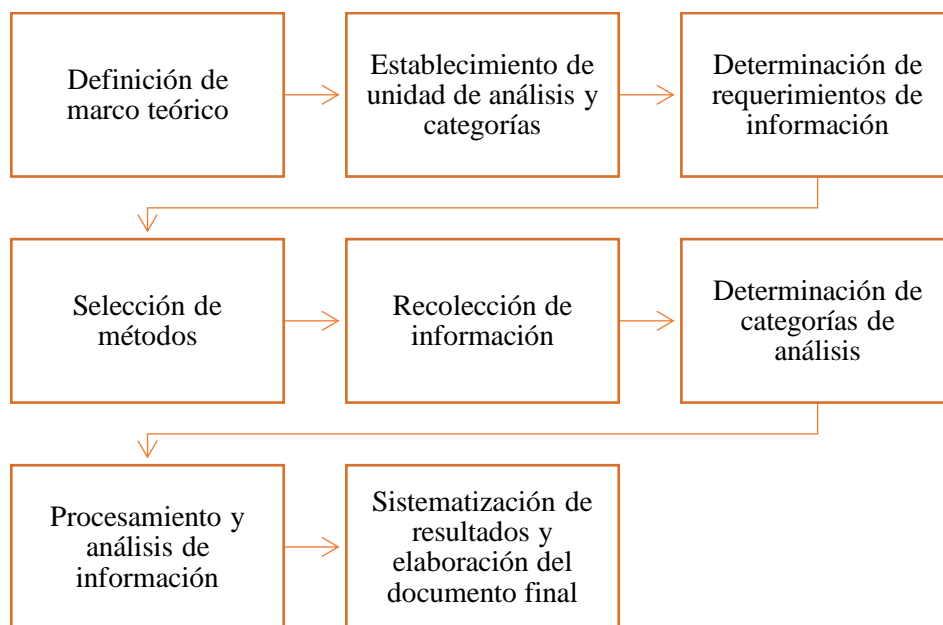 Definición de
marco teórico
Establecimiento de
unidad de análisis y
categorías
Determinación de
requerimientos de
información
Selección de
métodos
Recolección de
información
Determinación de
categorías de
análisis
Procesamiento y
análisis de
información
Sistematización de
resultados y
elaboración del
documento final